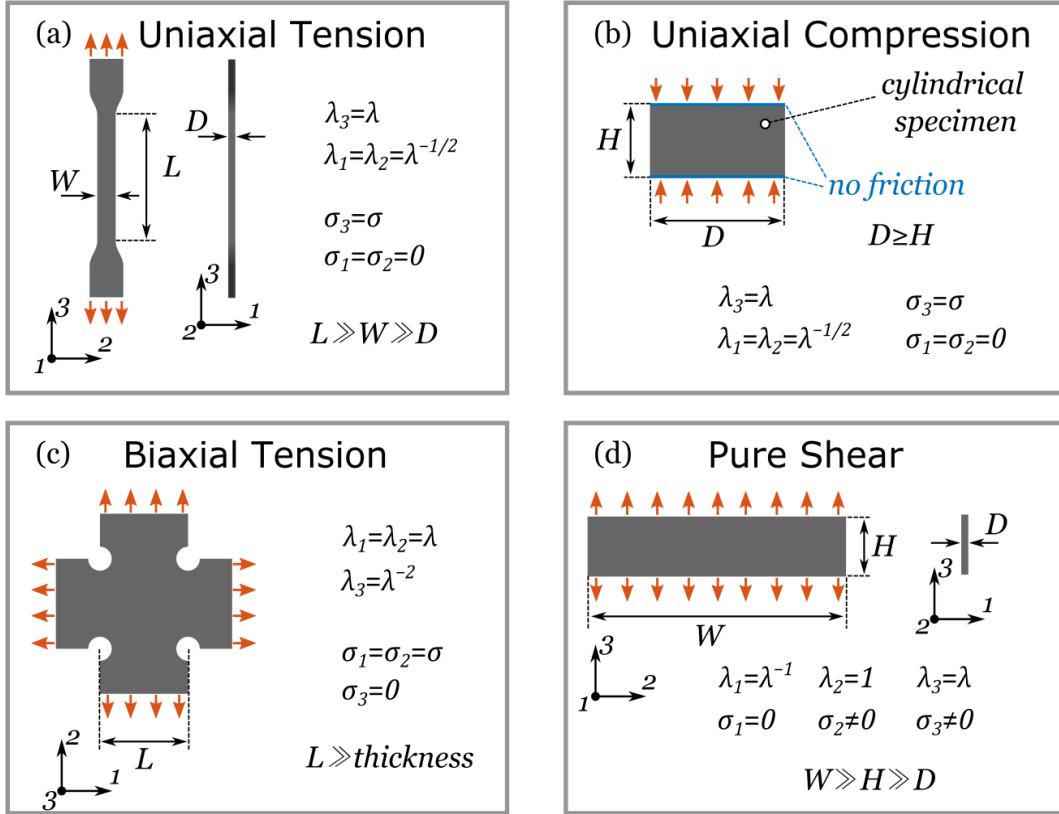 (a) Uniaxial Tension
D
λ₃=λ
λ₁=λ₂=λ⁻¹/²
W
L
σ₃=σ
σ₁=σ₂=0
3
2
1
3
1
2
L≫W≫D
(b) Uniaxial Compression
cylindrical
specimen
H
no friction
D
D≥H
λ₃=λ
σ₃=σ
λ₁=λ₂=λ⁻¹/²
σ₁=σ₂=0
(c) Biaxial Tension
λ₁=λ₂=λ
λ₃=λ⁻²
σ₁=σ₂=σ
σ₃=0
2
1
3
L
L≫thickness
(d) Pure Shear
H
D
W
3
1
2
3
2
1
λ₁=λ⁻¹ λ₂=1 λ₃=λ
σ₁=0 σ₂≠0 σ₃≠0
W≫H≫D